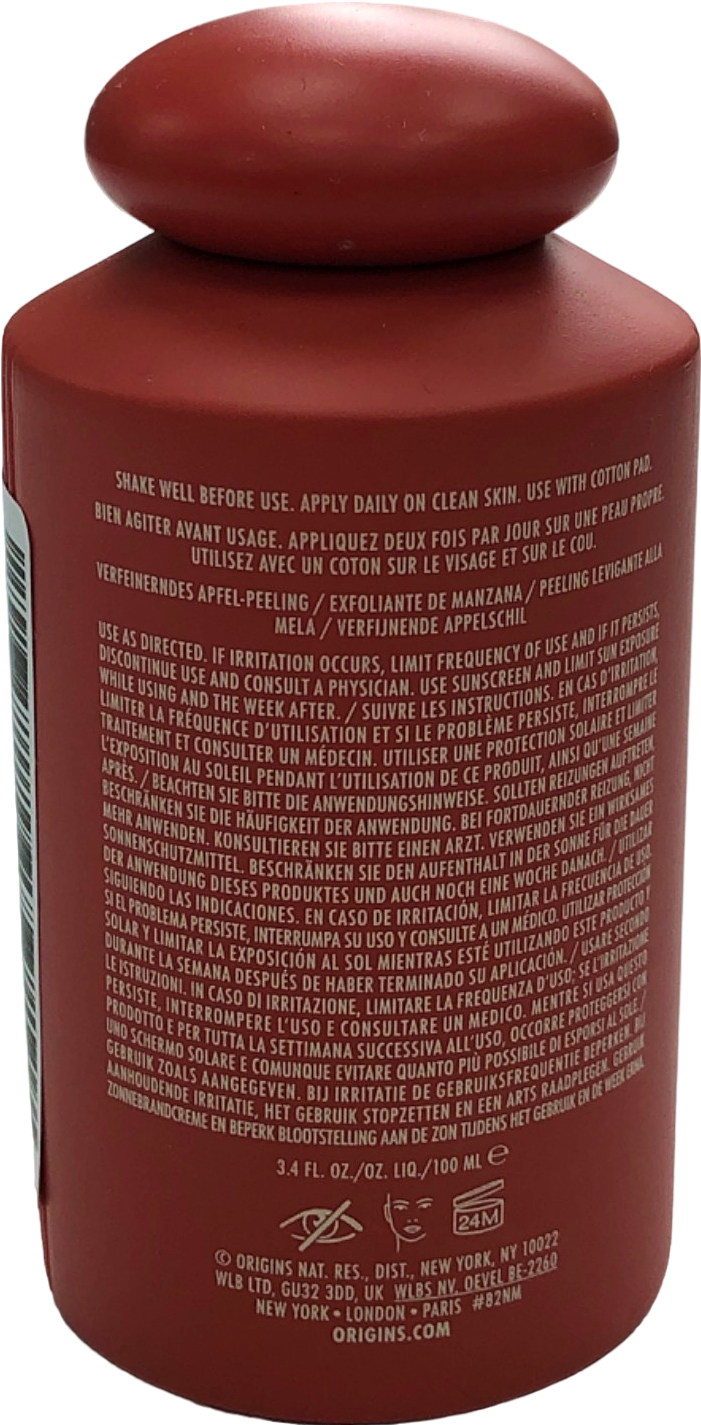 SHAKE WELL BEFORE USE. APPLY DAILY ON CLEAN SKIN. USE WITH COTTON PAD.
BIEN AGITER AVANT USAGE. APPLIQUEZ DEUX FOIS PAR JOUR SUR UNE PEAU PROPRE.
UTILISEZ AVEC UN COTON SUR LE VISAGE ET SUR LE COU.
VERFEINERNDES APFEL-PEELING / EXFOLIANTE DE MANZANA / PEELING LEVIGANTE ALLA
MELA / VERFIJNENDE APPELSCHIL
USE AS DIRECTED. IF IRRITATION OCCURS, LIMIT FREQUENCY OF USE AND IF IT PERSISTS,
DISCONTINUE USE AND CONSULT A PHYSICIAN. USE SUNSCREEN AND LIMIT SUN EXPOSURE
WHILE USING AND THE WEEK AFTER. / SUIVRE LES INSTRUCTIONS. EN CAS D'IRRITATION,
LIMITER LA FRÉQUENCE D'UTILISATION ET SI LE PROBLÈME PERSISTE, INTERROMPRE LE
TRAITEMENT ET CONSULTER UN MÉDECIN. UTILISER UNE PROTECTION SOLAIRE ET LIMITER
L'EXPOSITION AU SOLEIL PENDANT L'UTILISATION DE CE PRODUIT, AINSI QU'UNE SEMAINE
APRÈS. / BEACHTEN SIE BITTE DIE ANWENDUNGSHINWEISE. SOLLTEN REIZUNGEN AUFTRETEN,
BESCHRÄNKEN SIE DIE HÄUFIGKEIT DER ANWENDUNG. BEI FORTDAUERNDER REIZUNG, NICHT
MEHR ANWENDEN. KONSULTIEREN SIE BITTE EINEN ARZT. VERWENDEN SIE EIN WIRKSAMES
SONNENSCHUTZMITTEL. BESCHRÄNKEN SIE DEN AUFENTHALT IN DER SONNE FÜR DIE DAUER
DER ANWENDUNG DIESES PRODUKTES UND AUCH NOCH EINE WOCHE DANACH. / UTILIZAR
SIGUIENDO LAS INDICACIONES. EN CASO DE IRRITACIÓN, LIMITAR LA FRECUENCIA DE USO.
SI EL PROBLEMA PERSISTE, INTERRUMPA SU USO Y CONSULTE A UN MÉDICO. UTILIZAR PROTECCIÓN
SOLAR Y LIMITAR LA EXPOSICIÓN AL SOL MIENTRAS ESTÉ UTILIZANDO ESTE PRODUCTO Y
DURANTE LA SEMANA DESPUÉS DE HABER TERMINADO SU APLICACIÓN. / USARE SECONDO
LE ISTRUZIONI. IN CASO DI IRRITAZIONE, LIMITARE LA FREQUENZA D'USO; SE L'IRRITAZIONE
PERSISTE, INTERROMPERE L'USO E CONSULTARE UN MEDICO. MENTRE SI USA QUESTO
PRODOTTO E PER TUTTA LA SETTIMANA SUCCESSIVA ALL'USO, OCCORRE PROTEGGERSI CON
UNO SCHERMO SOLARE E COMUNQUE EVITARE QUANTO PIÙ POSSIBILE DI ESPORSI AL SOLE. /
GEBRUIK ZOALS AANGEGEVEN. BIJ IRRITATIE DE GEBRUIKSFREQUENTIE BEPERKEN. BIJ
AANHOUDENDE IRRITATIE, HET GEBRUIK STOPZETTEN EN EEN ARTS RAADPLEGEN. GEBRUIK
ZONNEBRANDCREME EN BEPERK BLOOTSTELLING AAN DE ZON TIJDENS HET GEBRUIK EN DE WEEK ERNA.
3.4 FL. OZ./OZ. LIQ./100 ML ℮
24M
© ORIGINS NAT. RES., DIST., NEW YORK, NY 10022
WLB LTD, GU32 3DD, UK WLBS NV, OEVEL BE-2260
NEW YORK • LONDON • PARIS #82NM
ORIGINS.COM